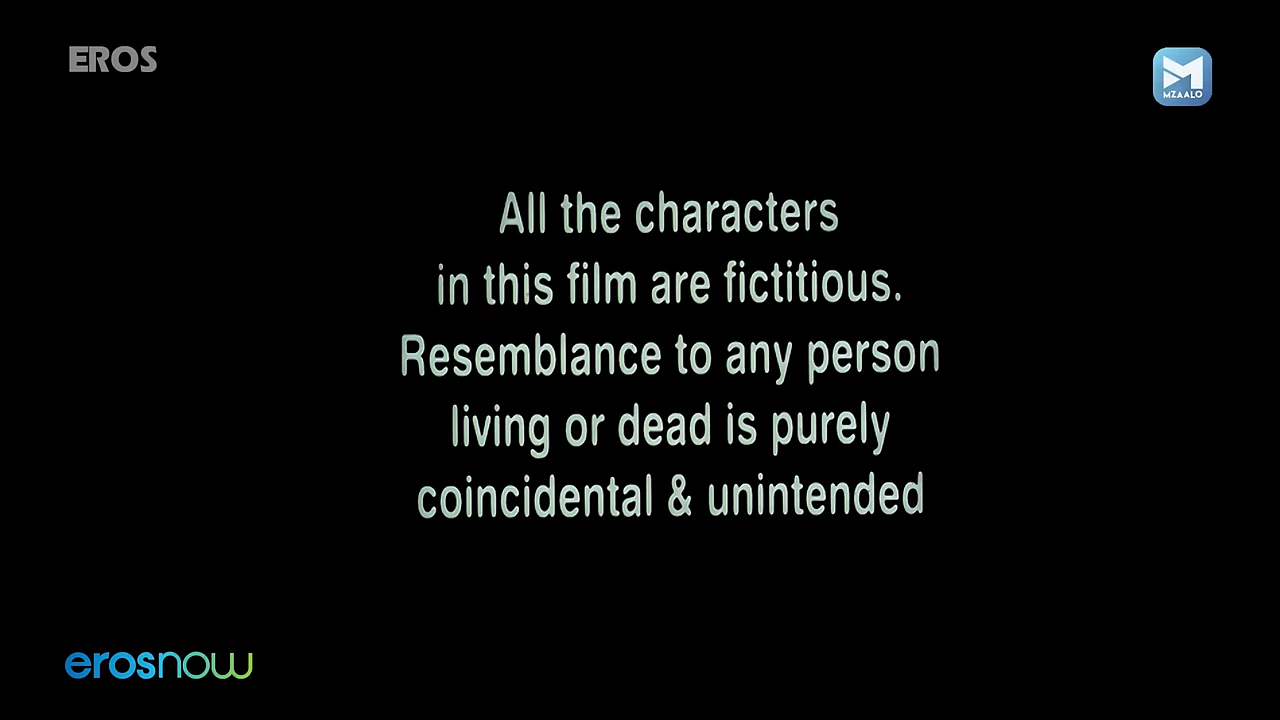 EROS
MZAALO
All the characters
in this film are fictitious.
Resemblance to any person
living or dead is purely
coincidental & unintended
erosnow